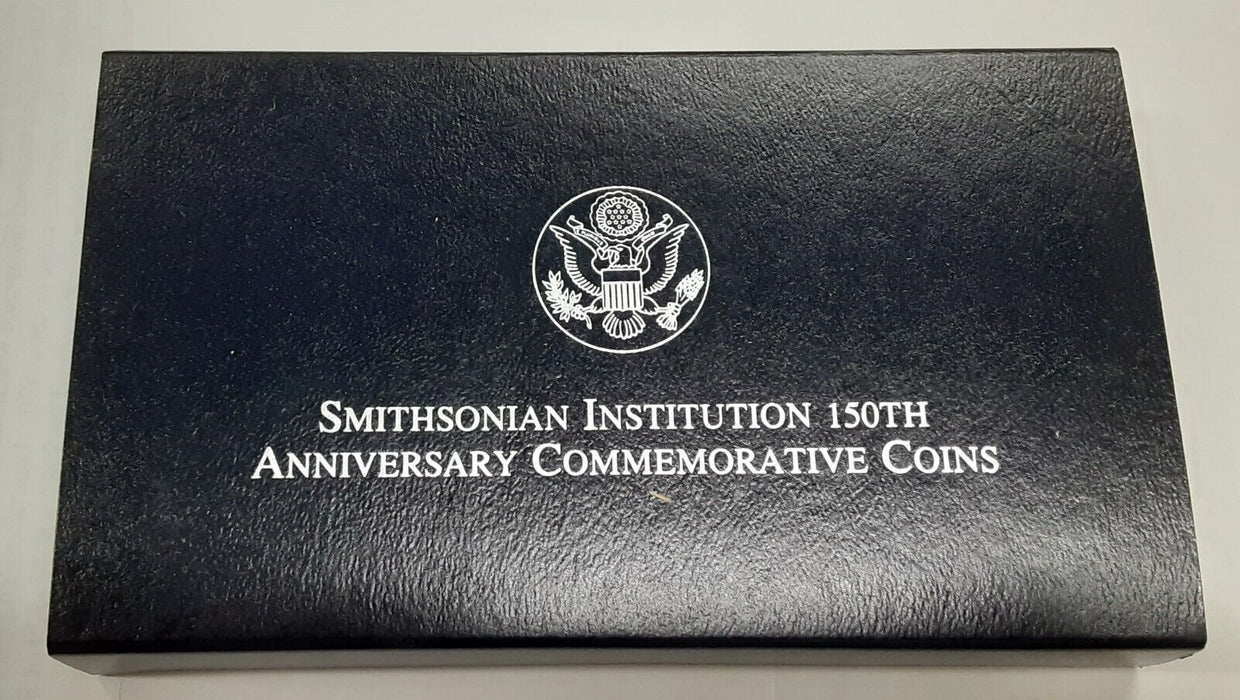 SMITHSONIAN INSTITUTION 150TH
ANNIVERSARY COMMEMORATIVE COINS